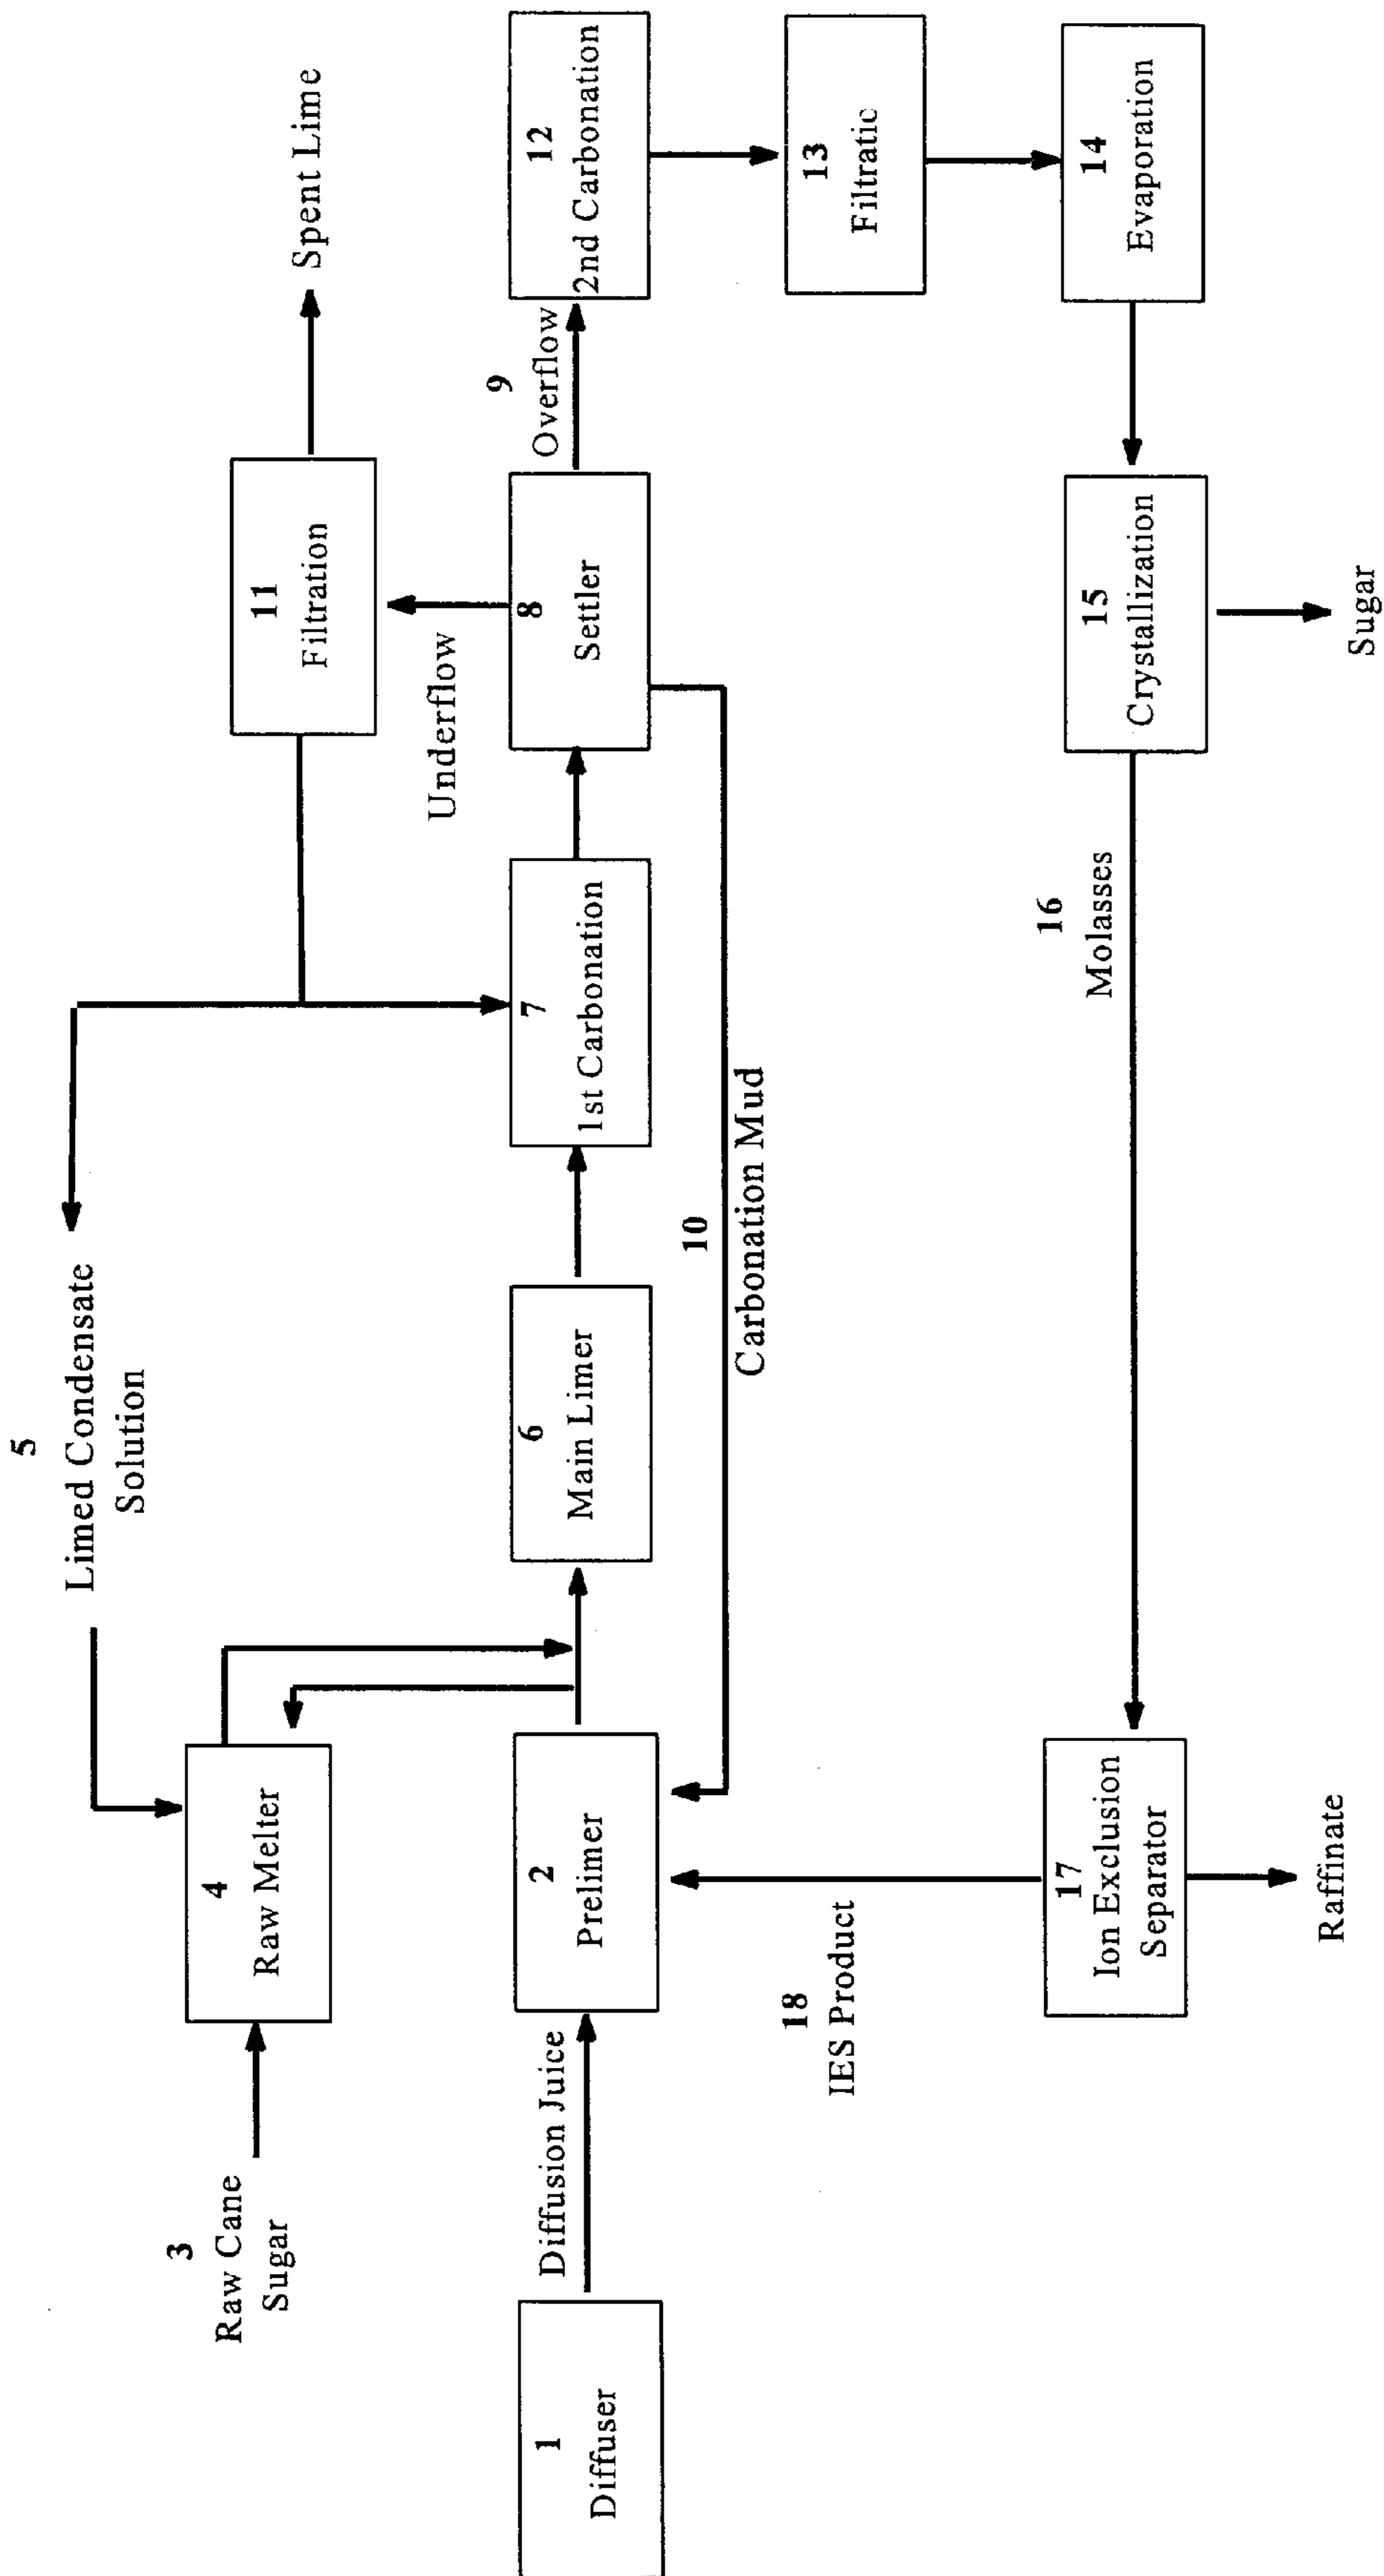 5
Limed Condensate
Solution
3
Raw Cane
Sugar
4
Raw Melter
11
Filtration
Spent Lime
Underflow
1
Diffuser
Diffusion Juice
2
Prelimer
6
Main Limer
7
1st Carbonation
8
Settler
9
Overflow
12
2nd Carbonation
10
Carbonation Mud
13
Filtratic
18
IES Product
14
Evaporation
17
Ion Exclusion
Separator
16
Molasses
15
Crystallization
Raffinate
Sugar